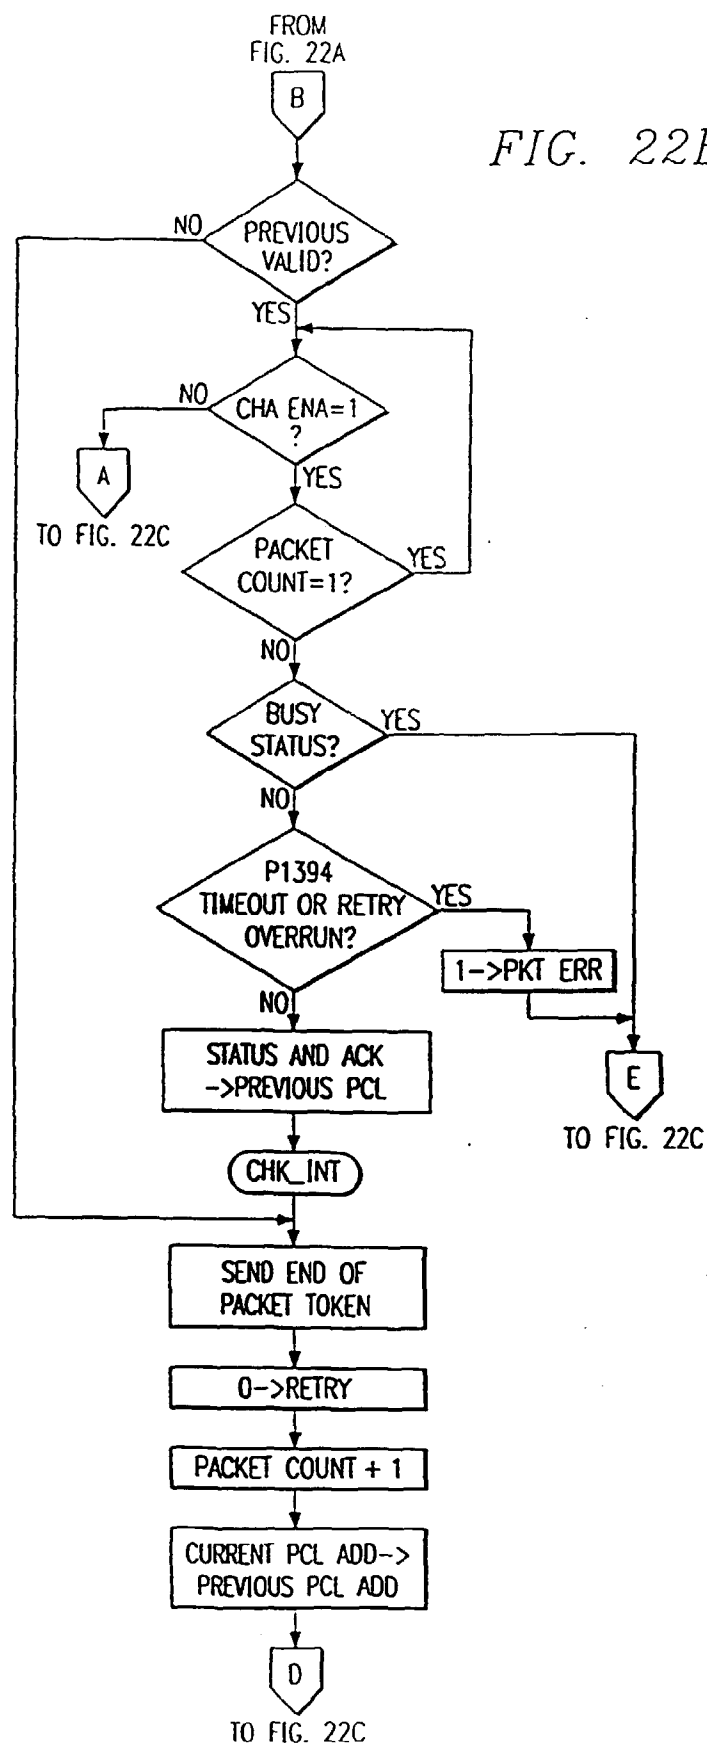 FROM
FIG. 22A
B
FIG. 22B
PREVIOUS
VALID?
NO
YES
CHA ENA=1
?
NO
A
TO FIG. 22C
YES
PACKET
COUNT=1?
YES
NO
BUSY
STATUS?
YES
NO
P1394
TIMEOUT OR RETRY
OVERRUN?
YES
1->PKT ERR
NO
STATUS AND ACK
->PREVIOUS PCL
E
TO FIG. 22C
CHK_INT
SEND END OF
PACKET TOKEN
0->RETRY
PACKET COUNT + 1
CURRENT PCL ADD->
PREVIOUS PCL ADD
D
TO FIG. 22C